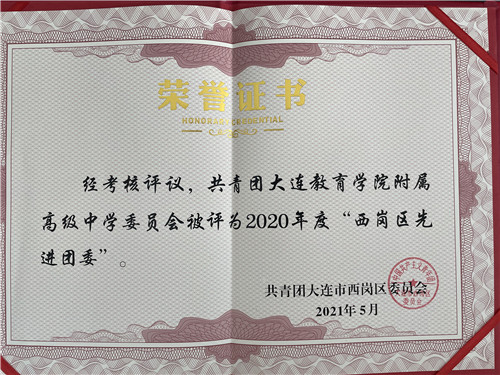 荣誉证书
HONORARY CREDENTIAL
经考核评议，共青团大连教育学院附属
高级中学委员会被评为2020年度“西岗区先
进团委”。
共青团大连市西岗区委员会
2021年5月